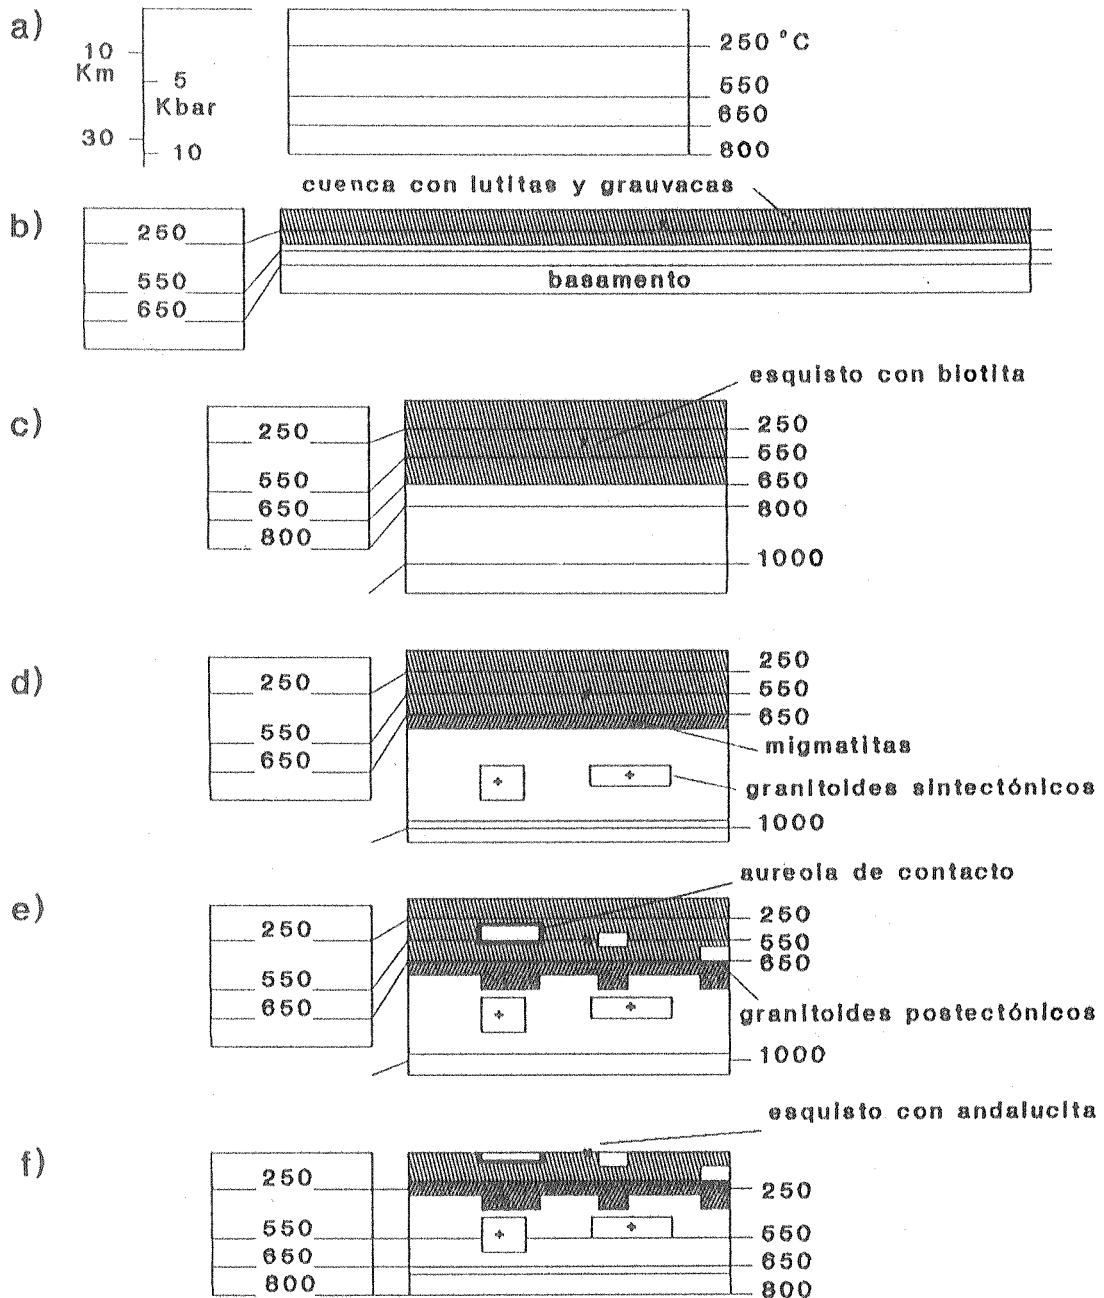 a)
10
Km
5
Kbar
30
10
250 °C
550
650
800
cuenca con lutitas y grauvacas
b)
250
550
650
basamento
esquisto con biotita
c)
250
550
650
800
250
550
650
800
1000
d)
250
550
650
250
550
650
migmatitas
granitoides sintectónicos
1000
aureola de contacto
e)
250
550
650
250
550
650
granitoides postectónicos
1000
esquisto con andalucita
f)
250
550
650
800
250
550
650
800